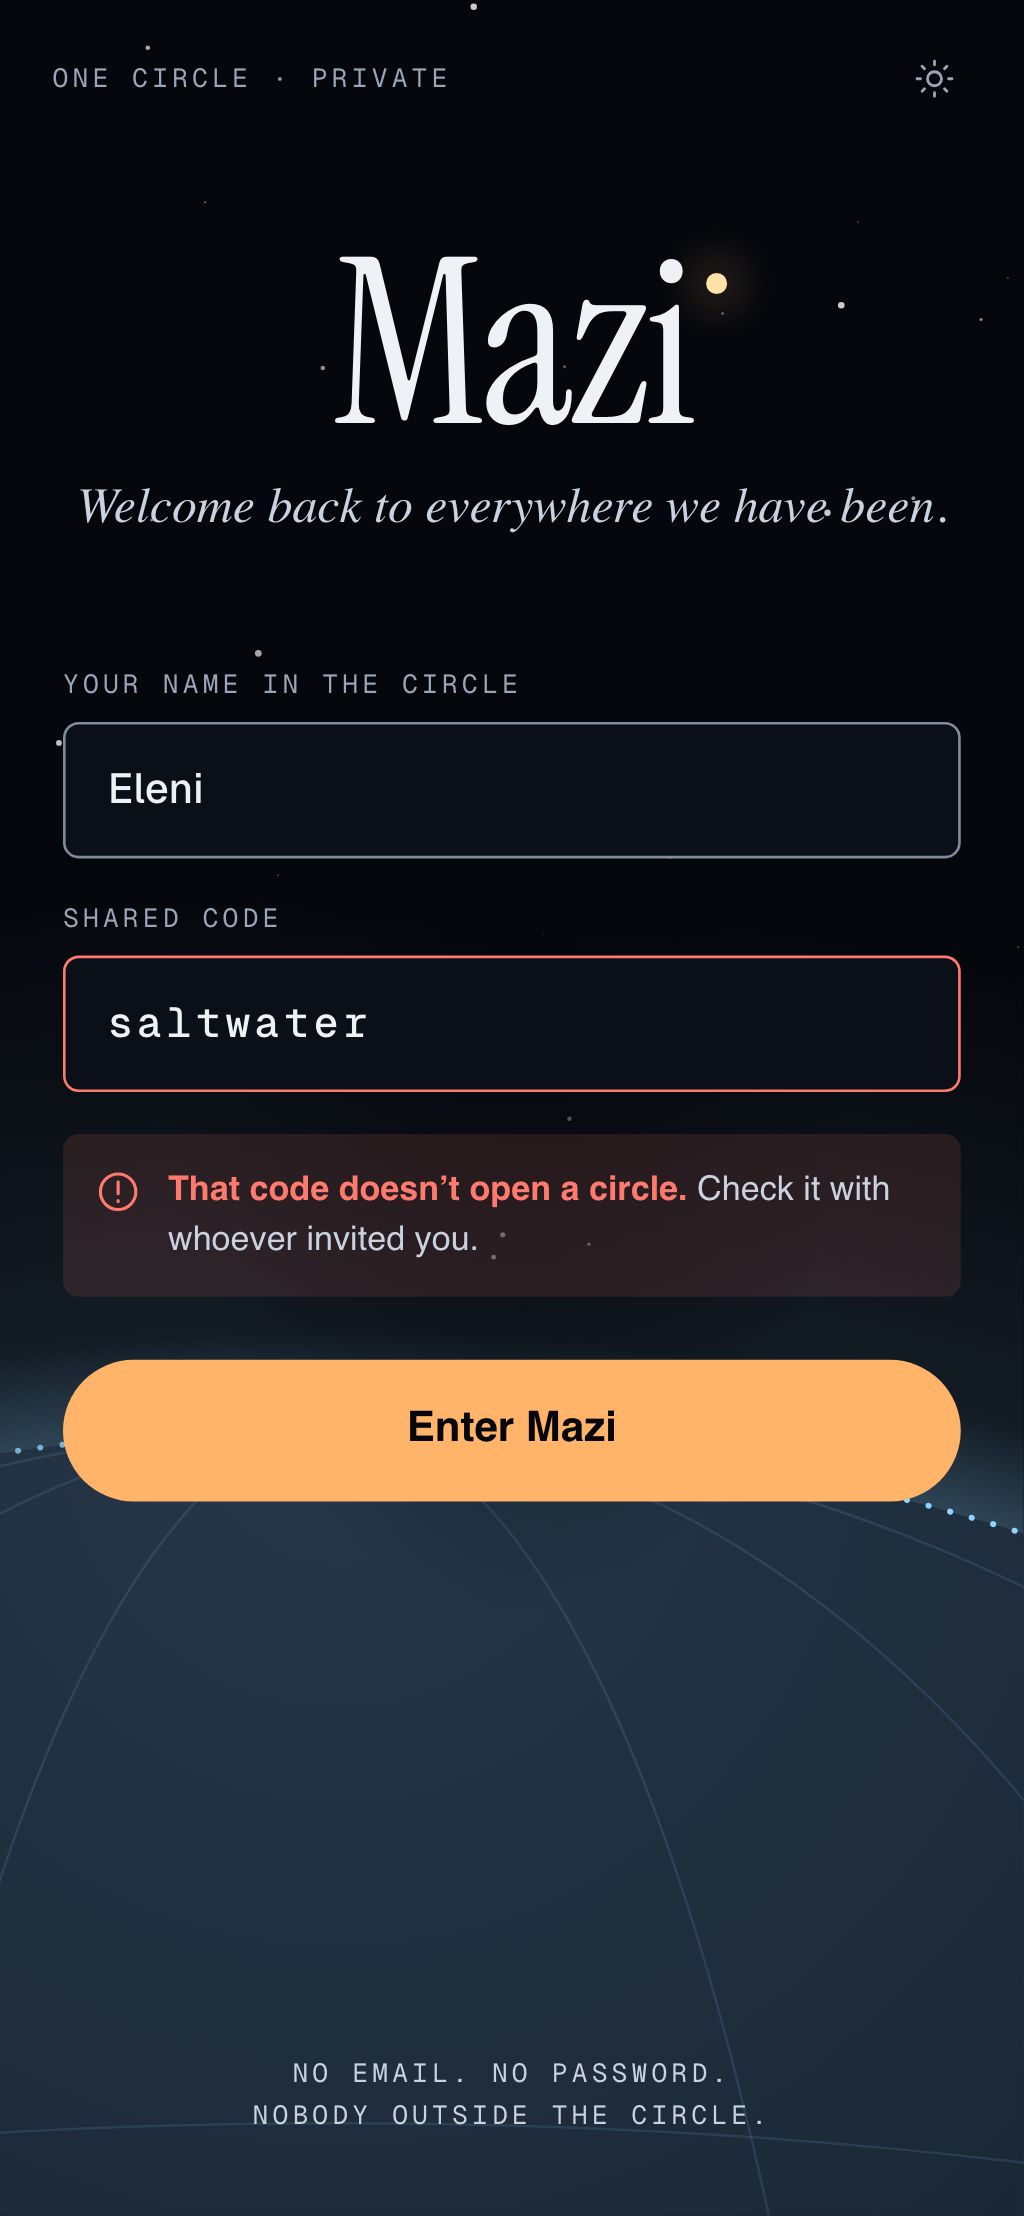 ONE CIRCLE · PRIVATE
Mazi
Welcome back to everywhere we have been.
YOUR NAME IN THE CIRCLE
Eleni
SHARED CODE
saltwater
That code doesn’t open a circle. Check it with
whoever invited you.
Enter Mazi
NO EMAIL. NO PASSWORD.
NOBODY OUTSIDE THE CIRCLE.